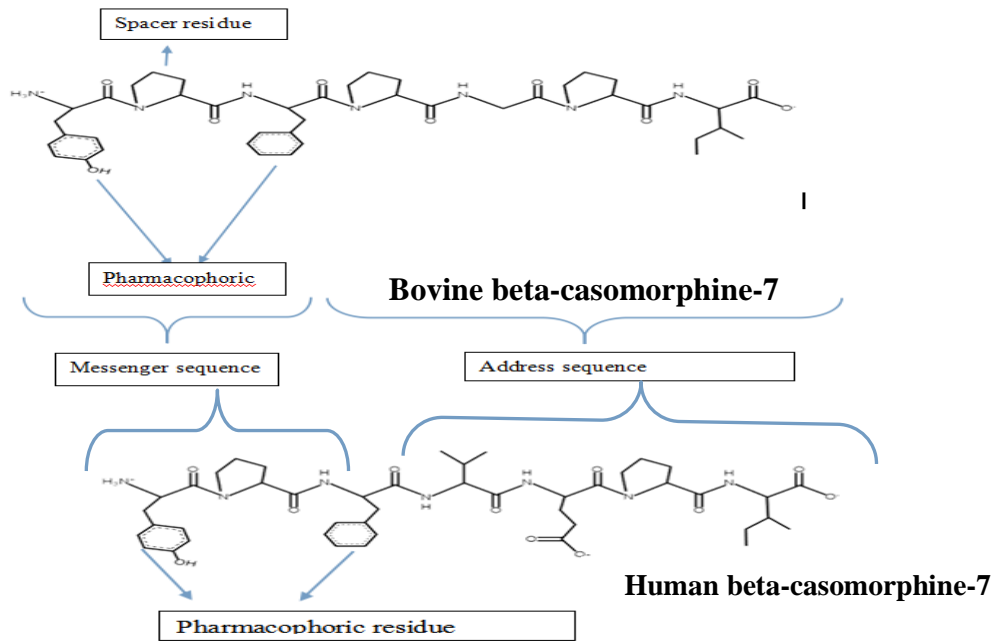 Spacer residue
H₃N⁺ O N O H N O N O N H O N O H N O O⁻
OH
I
Pharmacophoric
Bovine beta-casomorphine-7
Messenger sequence
Address sequence
H₃N⁺ O N O H N O N H O H N O N O H N O O⁻
O O⁻
OH
Human beta-casomorphine-7
Pharmacophoric residue